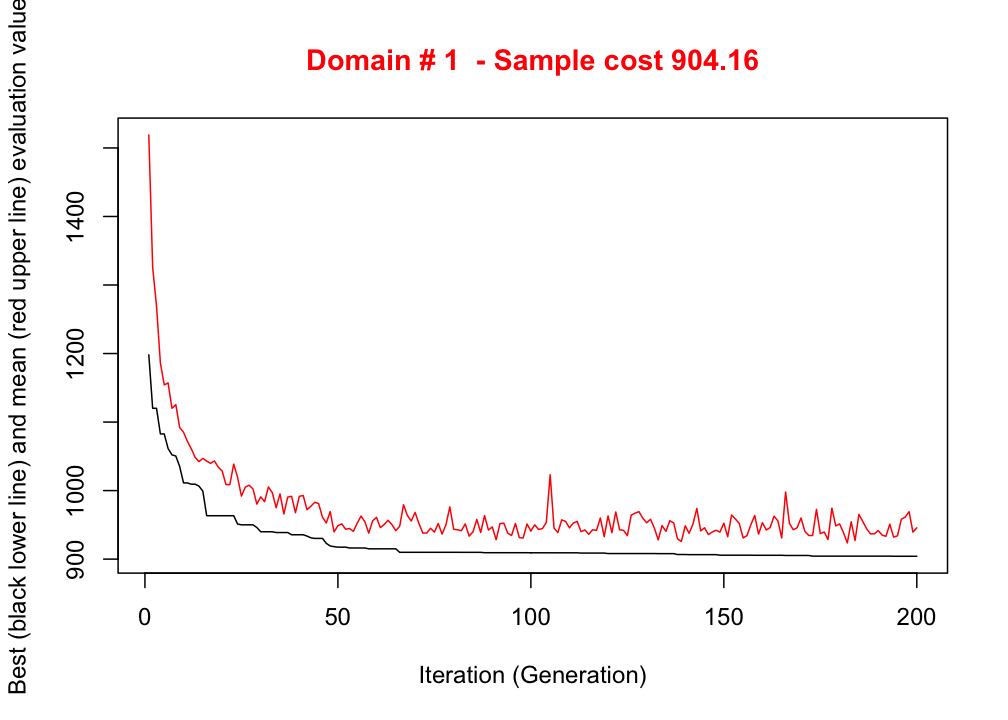 Domain # 1  - Sample cost 904.16
Best (black lower line) and mean (red upper line) evaluation value
1400
1200
1000
900
0 50 100 150 200
Iteration (Generation)